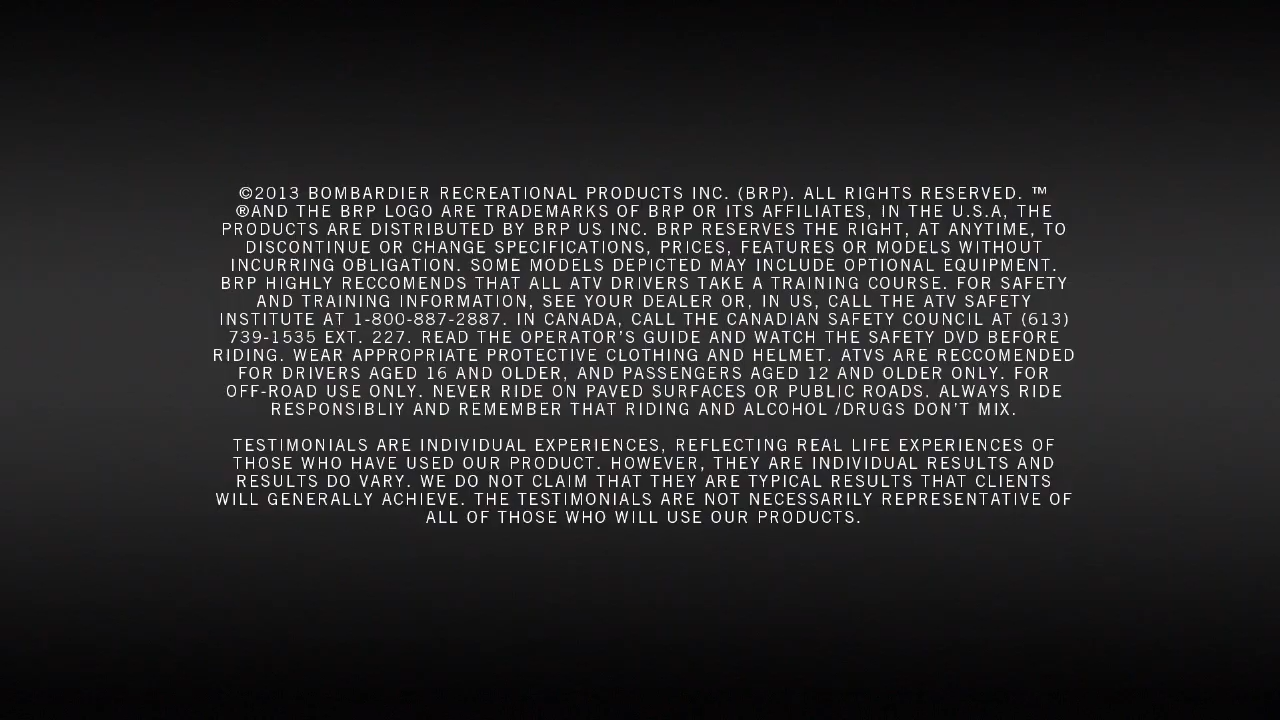 ©2013 BOMBARDIER RECREATIONAL PRODUCTS INC. (BRP). ALL RIGHTS RESERVED. ™
®AND THE BRP LOGO ARE TRADEMARKS OF BRP OR ITS AFFILIATES, IN THE U.S.A, THE
PRODUCTS ARE DISTRIBUTED BY BRP US INC. BRP RESERVES THE RIGHT, AT ANYTIME, TO
DISCONTINUE OR CHANGE SPECIFICATIONS, PRICES, FEATURES OR MODELS WITHOUT
INCURRING OBLIGATION. SOME MODELS DEPICTED MAY INCLUDE OPTIONAL EQUIPMENT.
BRP HIGHLY RECCOMENDS THAT ALL ATV DRIVERS TAKE A TRAINING COURSE. FOR SAFETY
AND TRAINING INFORMATION, SEE YOUR DEALER OR, IN US, CALL THE ATV SAFETY
INSTITUTE AT 1-800-887-2887. IN CANADA, CALL THE CANADIAN SAFETY COUNCIL AT (613)
739-1535 EXT. 227. READ THE OPERATOR'S GUIDE AND WATCH THE SAFETY DVD BEFORE
RIDING. WEAR APPROPRIATE PROTECTIVE CLOTHING AND HELMET. ATVS ARE RECCOMENDED
FOR DRIVERS AGED 16 AND OLDER, AND PASSENGERS AGED 12 AND OLDER ONLY. FOR
OFF-ROAD USE ONLY. NEVER RIDE ON PAVED SURFACES OR PUBLIC ROADS. ALWAYS RIDE
RESPONSIBLIY AND REMEMBER THAT RIDING AND ALCOHOL /DRUGS DON'T MIX.
TESTIMONIALS ARE INDIVIDUAL EXPERIENCES, REFLECTING REAL LIFE EXPERIENCES OF
THOSE WHO HAVE USED OUR PRODUCT. HOWEVER, THEY ARE INDIVIDUAL RESULTS AND
RESULTS DO VARY. WE DO NOT CLAIM THAT THEY ARE TYPICAL RESULTS THAT CLIENTS
WILL GENERALLY ACHIEVE. THE TESTIMONIALS ARE NOT NECESSARILY REPRESENTATIVE OF
ALL OF THOSE WHO WILL USE OUR PRODUCTS.